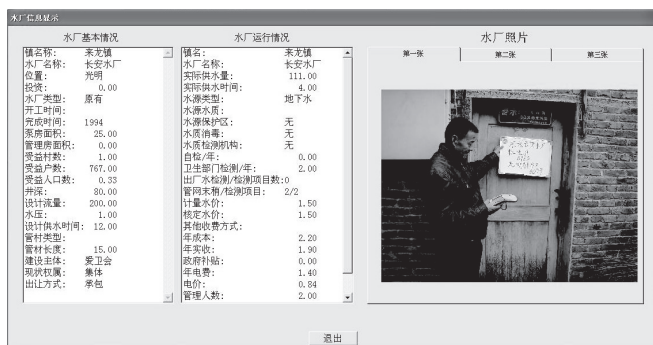 水厂信息显示
水厂基本情况
镇名称： 来龙镇
水厂名称： 长安水厂
位置： 光明
投资： 0.00
水厂类型： 原有
开工时间：
完成时间： 1994
泵房面积： 25.00
管理房面积： 0.00
受益村数： 1.00
受益户数： 767.00
受益人口数： 0.33
井深： 80.00
设计流量： 200.00
水压： 1.00
设计供水时间： 12.00
管材类型：
管材长度： 15.00
建设主体： 爱卫会
现状权属： 集体
出让方式： 承包
水厂运行情况
镇名： 来龙镇
水厂名称： 长安水厂
实际供水量： 111.00
实际供水时间： 4.00
水源类型： 地下水
水源水质：
水源保护区： 无
水质消毒： 无
水质检测机构： 无
自检/年： 0.00
卫生部门检测/年： 2.00
出厂水检测/检测项目数:0
管网末稍/检测项目： 2/2
计量水价： 1.50
核定水价： 1.50
其他收费方式：
年成本： 2.20
年实收： 1.90
政府补贴： 0.00
年电费： 1.40
电价： 0.84
管理人数： 2.00
水厂照片
第一张
第二张
第三张
退出